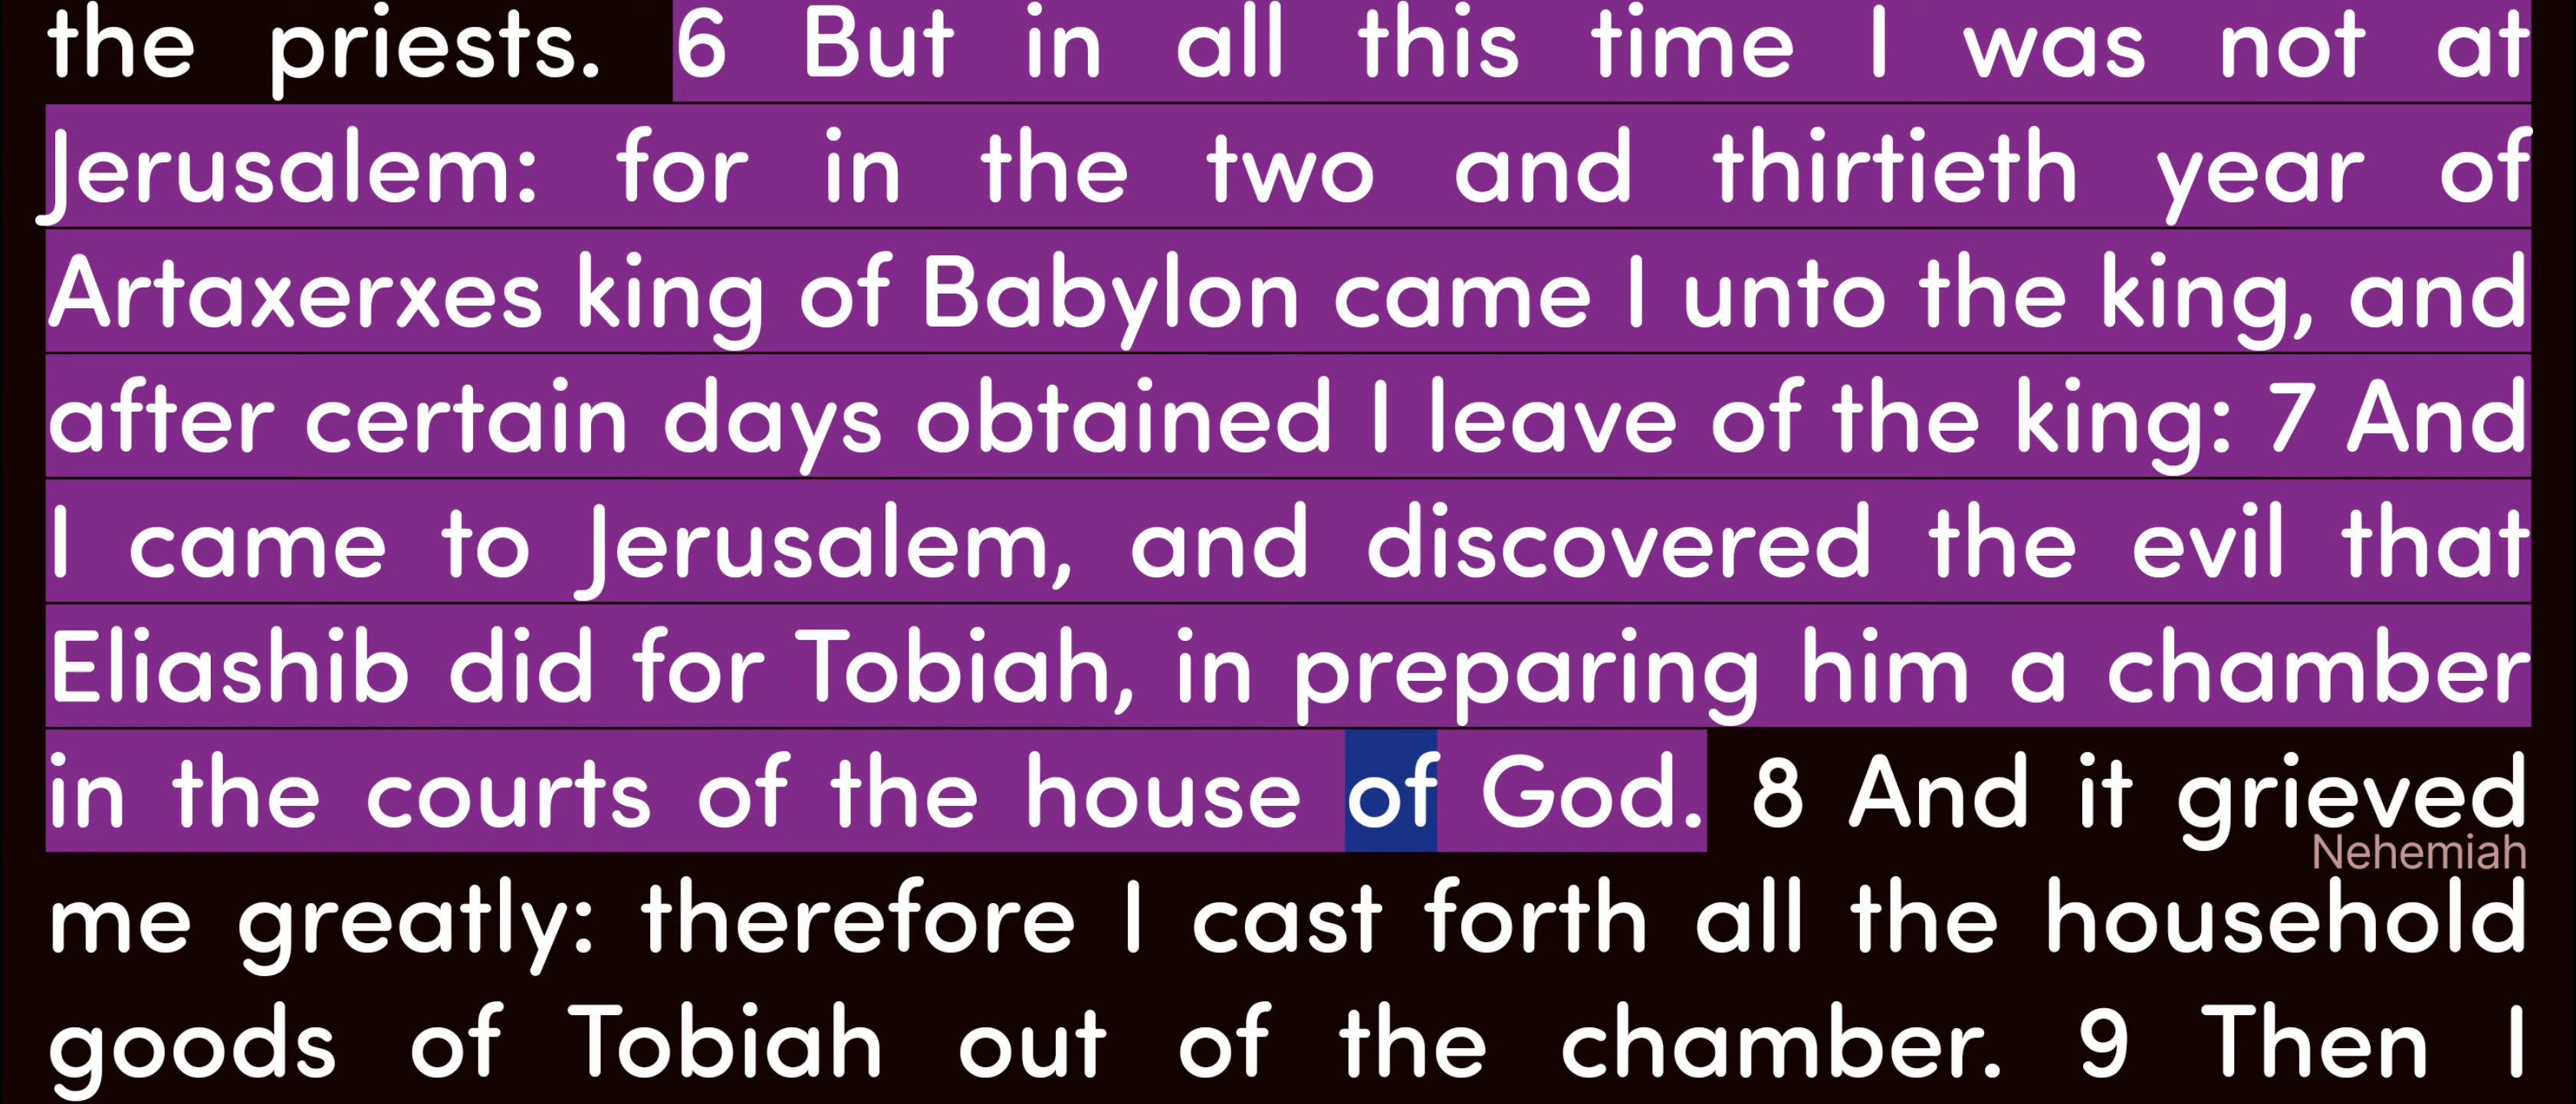 the priests. 6 But in all this time I was not at
Jerusalem: for in the two and thirtieth year of
Artaxerxes king of Babylon came I unto the king, and
after certain days obtained I leave of the king: 7 And
I came to Jerusalem, and discovered the evil that
Eliashib did for Tobiah, in preparing him a chamber
in the courts of the house of God. 8 And it grieved
Nehemiah
me greatly: therefore I cast forth all the household
goods of Tobiah out of the chamber. 9 Then I